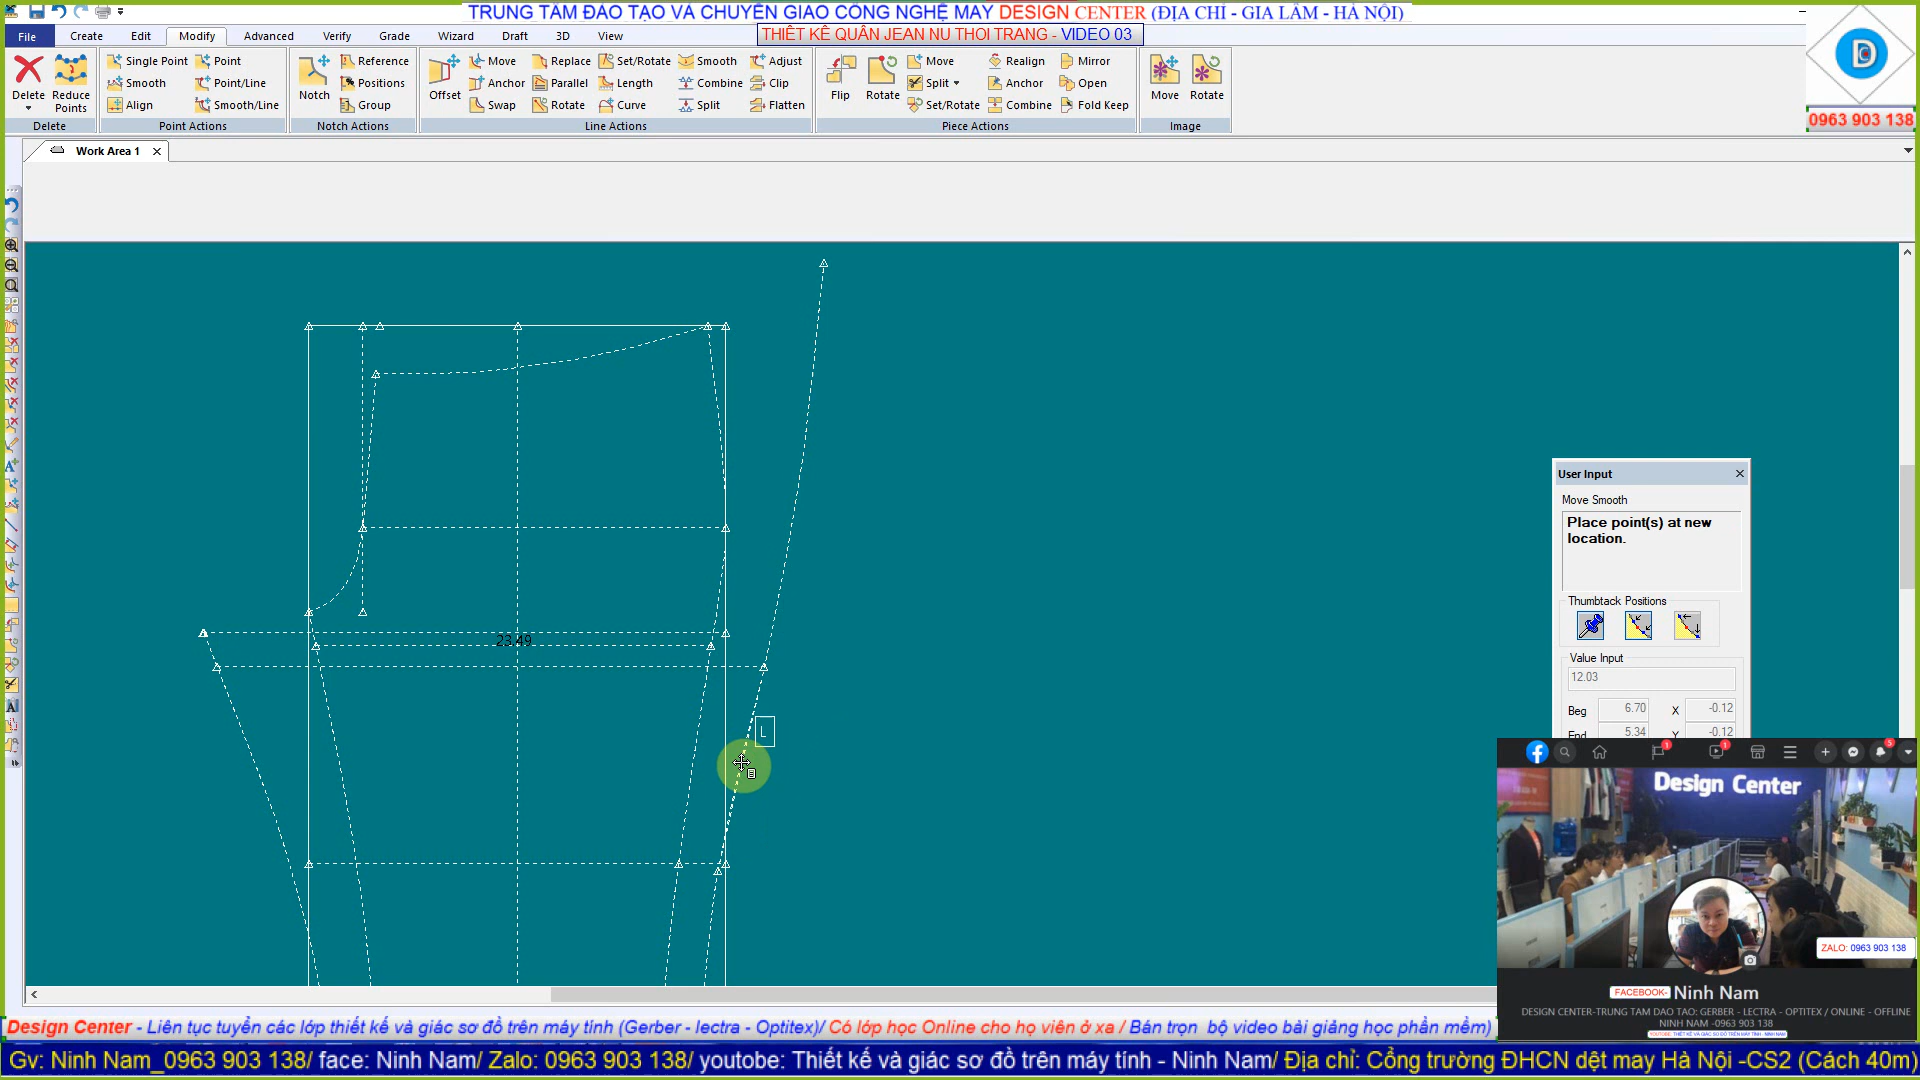 TRUNG TÂM ĐÀO TẠO VÀ CHUYỂN GIAO CÔNG NGHỆ MAY DESIGN CENTER (ĐỊA CHỈ - GIA LÂM - HÀ NỘI)
THIẾT KẾ QUẦN JEAN NỮ THỜI TRANG - VIDEO 03
File Create Edit Modify Advanced Verify Grade Wizard Draft 3D View
Delete Reduce Points
Single Point Point
Smooth Point/Line
Align Smooth/Line
Notch Reference
Positions
Group
Offset Move Replace Set/Rotate Smooth Adjust
Anchor Parallel Length Combine Clip
Swap Rotate Curve Split Flatten
Flip Rotate Move Realign Mirror
Split Anchor Open
Set/Rotate Combine Fold Keep
Move Rotate
Delete Point Actions Notch Actions Line Actions Piece Actions Image
0963 903 138
Work Area 1
23.49
L
User Input
Move Smooth
Place point(s) at new
location.
Thumbtack Positions
Value Input
12.03
Beg 6.70 X -0.12
End 5.34 Y -0.12
Design Center
ZALO: 0963 903 138
FACEBOOK- Ninh Nam
DESIGN CENTER-TRUNG TAM DAO TAO: GERBER - LECTRA - OPTITEX / ONLINE - OFFLINE
NINH NAM -0963 903 138
Design Center - Liên tục tuyển các lớp thiết kế và giác sơ đồ trên máy tính (Gerber - lectra - Optitex)/ Có lớp học Online cho họ viên ở xa / Bán trọn bộ video bài giảng học phần mềm)
Gv: Ninh Nam_0963 903 138/ face: Ninh Nam/ Zalo: 0963 903 138/ youtobe: Thiết kế và giác sơ đồ trên máy tính - Ninh Nam/ Địa chỉ: Cổng trường ĐHCN dệt may Hà Nội -CS2 (Cách 40m)